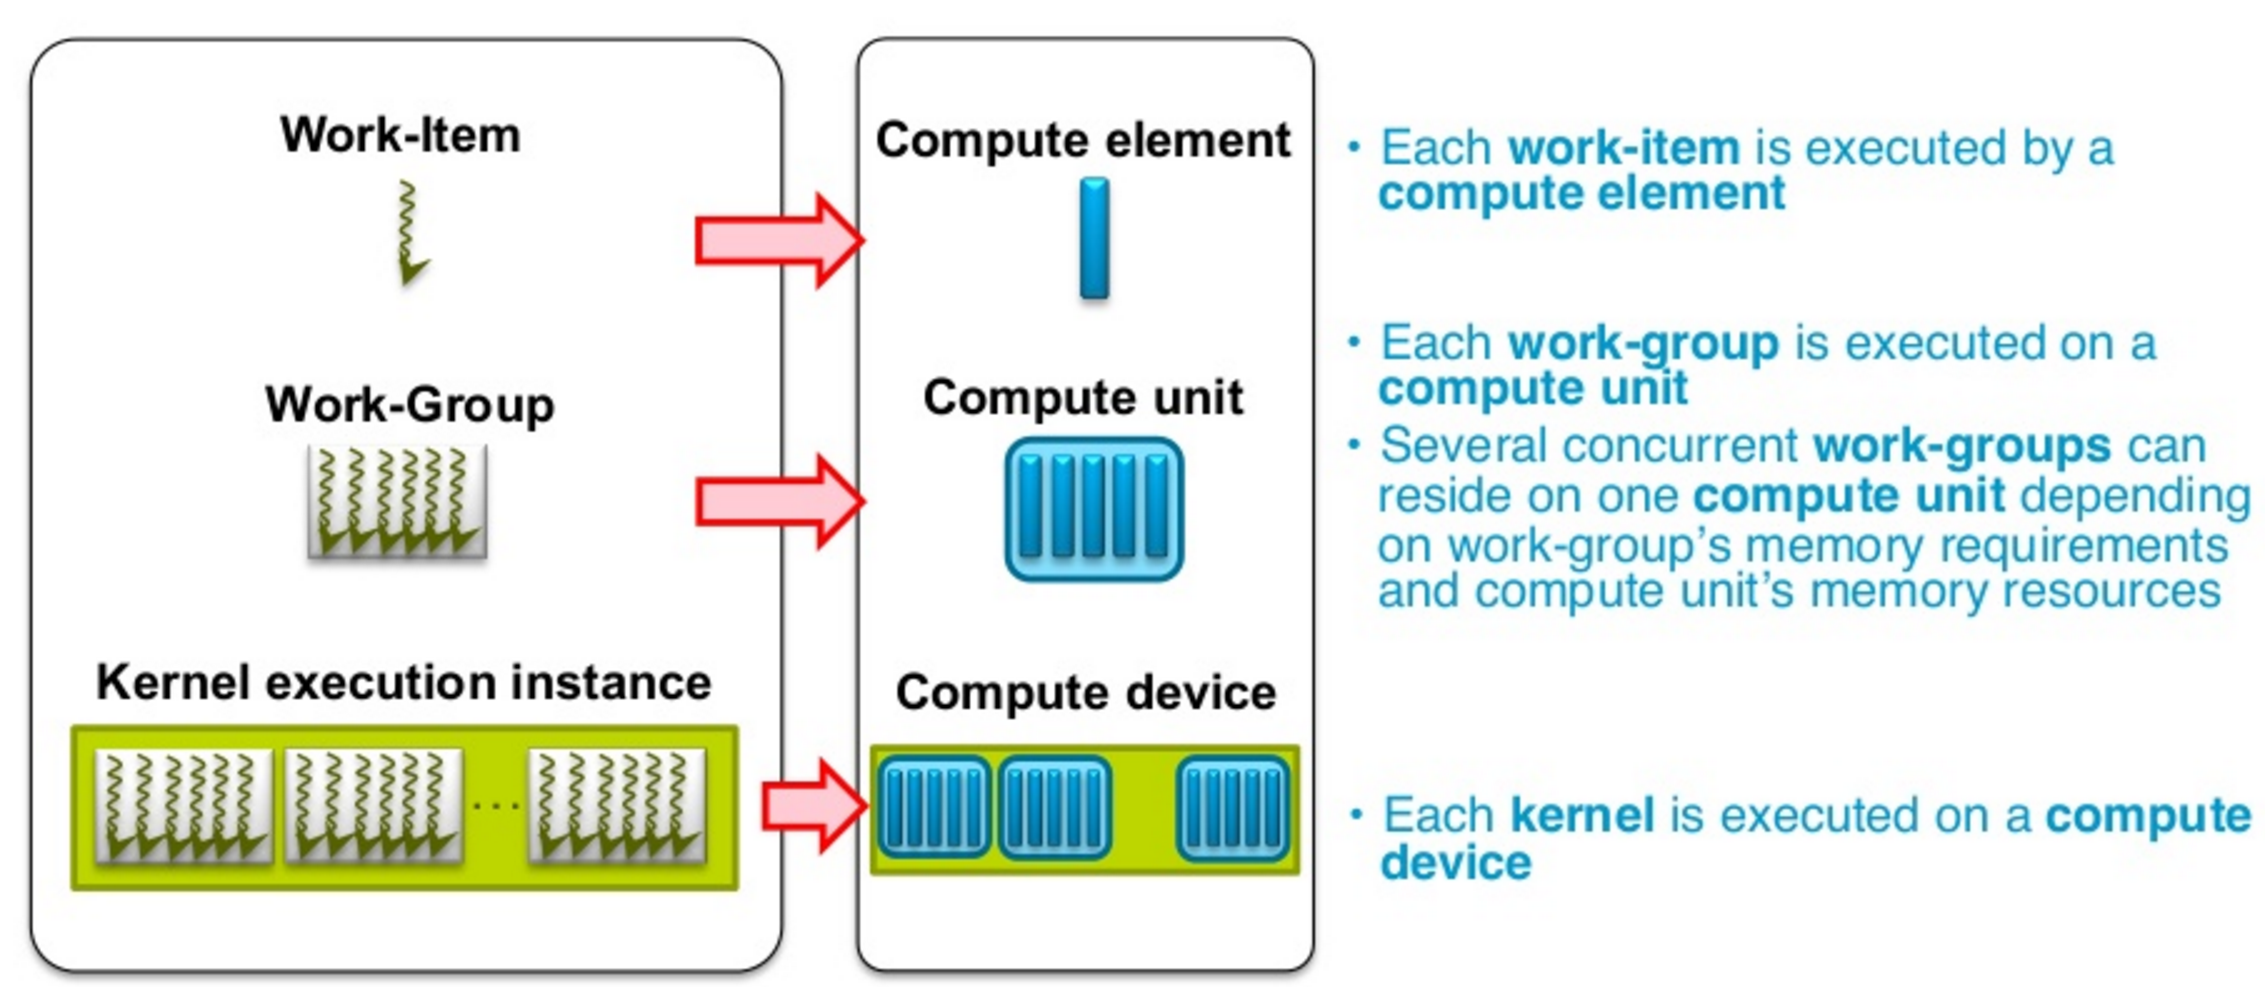 Work-Item
Compute element
• Each work-item is executed by a
compute element
Work-Group
Compute unit
• Each work-group is executed on a
compute unit
• Several concurrent work-groups can
reside on one compute unit depending
on work-group’s memory requirements
and compute unit’s memory resources
Kernel execution instance
...
Compute device
• Each kernel is executed on a compute
device